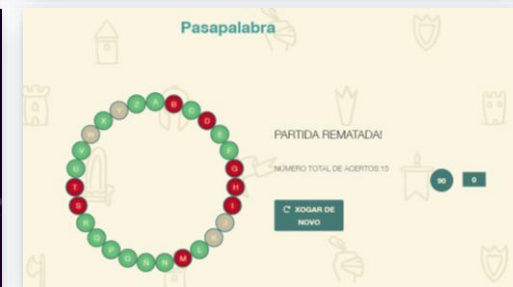 Pasapalabra
A
B
C
D
E
F
G
H
I
J
K
L
M
N
Ñ
O
P
Q
R
S
T
U
V
W
X
Y
Z
PARTIDA REMATADA!
NÚMERO TOTAL DE ACERTOS:15
90 0
XOGAR DE
NOVO